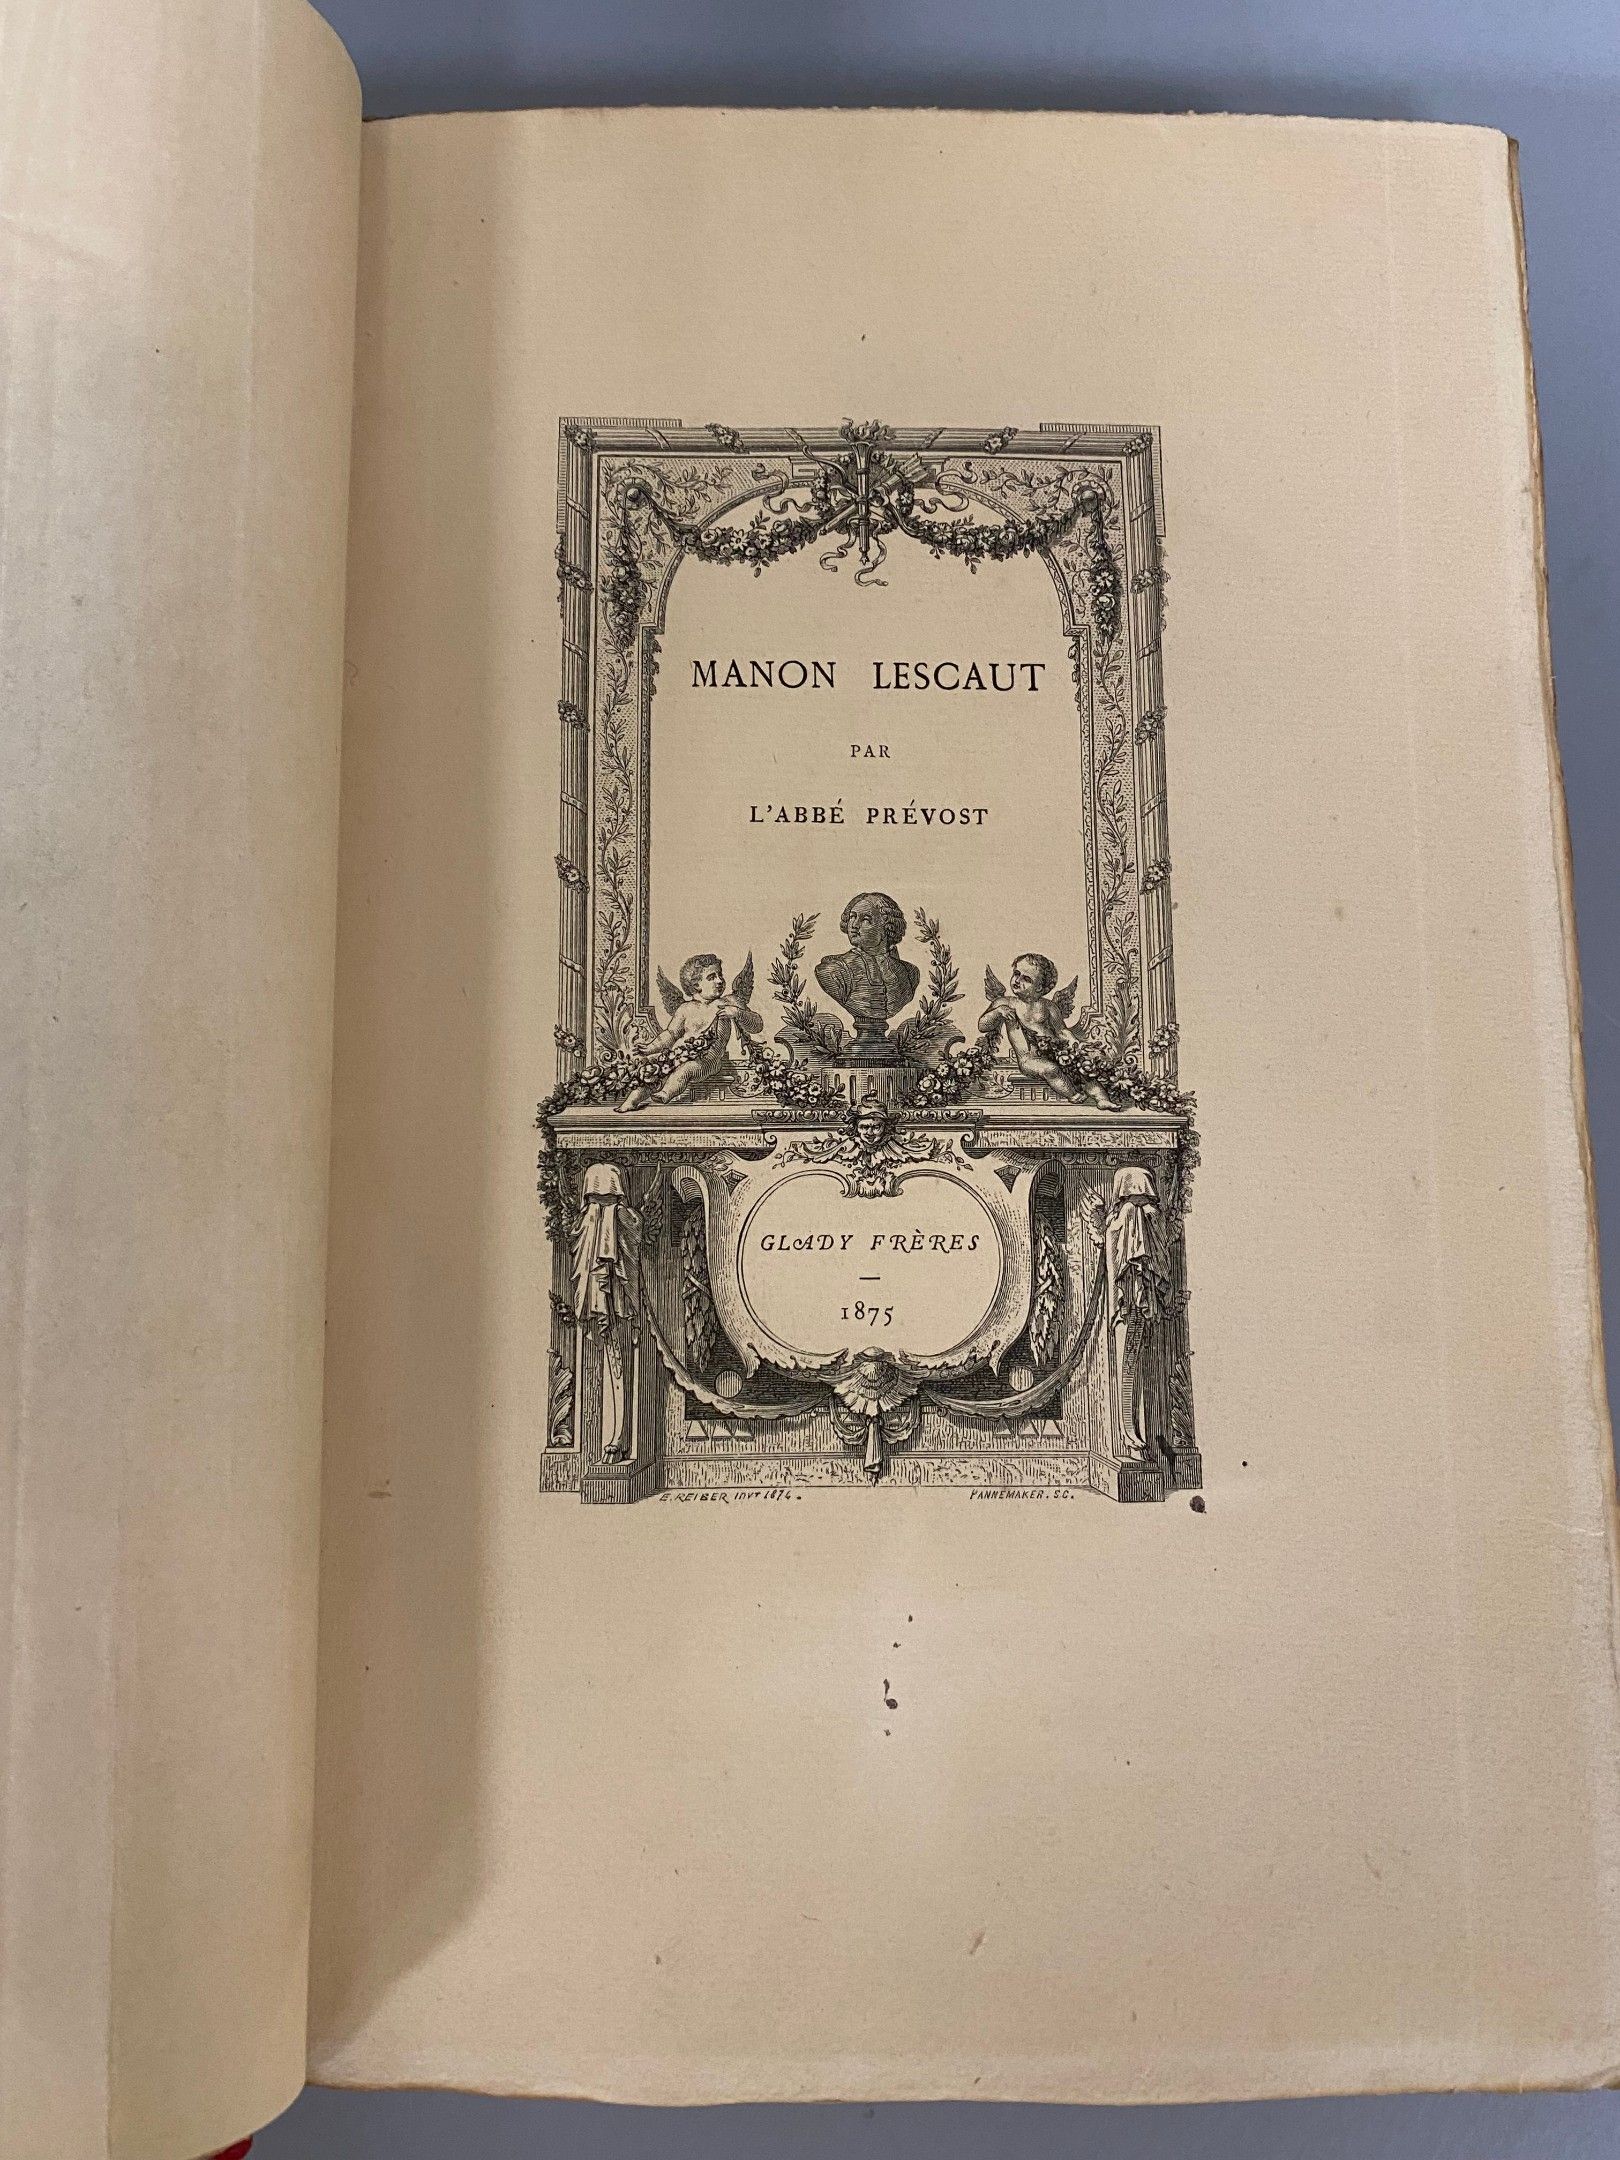 MANON LESCAUT
PAR
L'ABBÉ PRÉVOST
GLADY FRÈRES
—
1875
E. REIBER INVT 1874.
PANNEMAKER. SC.